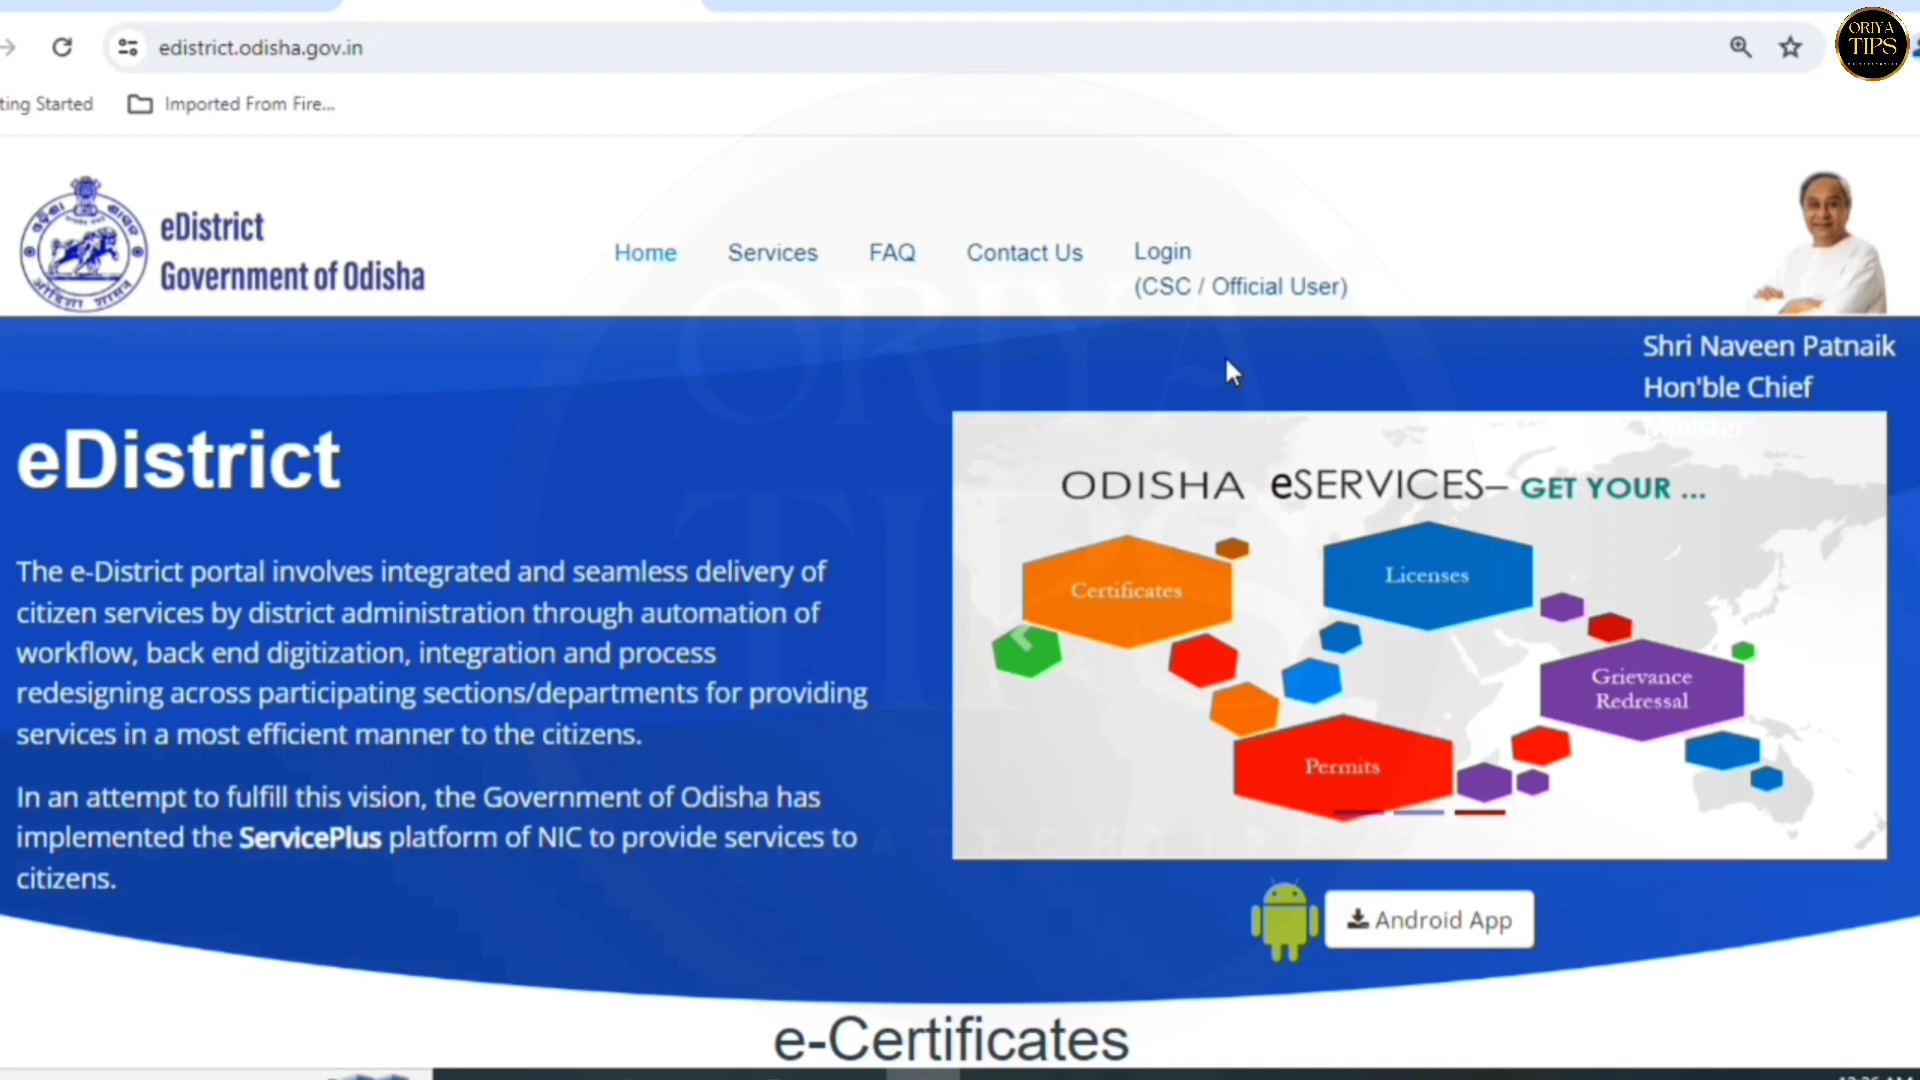 edistrict.odisha.gov.in
ORIYA
TIPS
ting Started
Imported From Fire...
eDistrict
Government of Odisha
Home
Services
FAQ
Contact Us
Login
(CSC / Official User)
Shri Naveen Patnaik
Hon'ble Chief
Minister
eDistrict
The e-District portal involves integrated and seamless delivery of
citizen services by district administration through automation of
workflow, back end digitization, integration and process
redesigning across participating sections/departments for providing
services in a most efficient manner to the citizens.
In an attempt to fulfill this vision, the Government of Odisha has
implemented the ServicePlus platform of NIC to provide services to
citizens.
ODISHA eSERVICES– GET YOUR ...
Certificates
Licenses
Grievance
Redressal
Permits
Android App
e-Certificates
ORIYA
TIPS